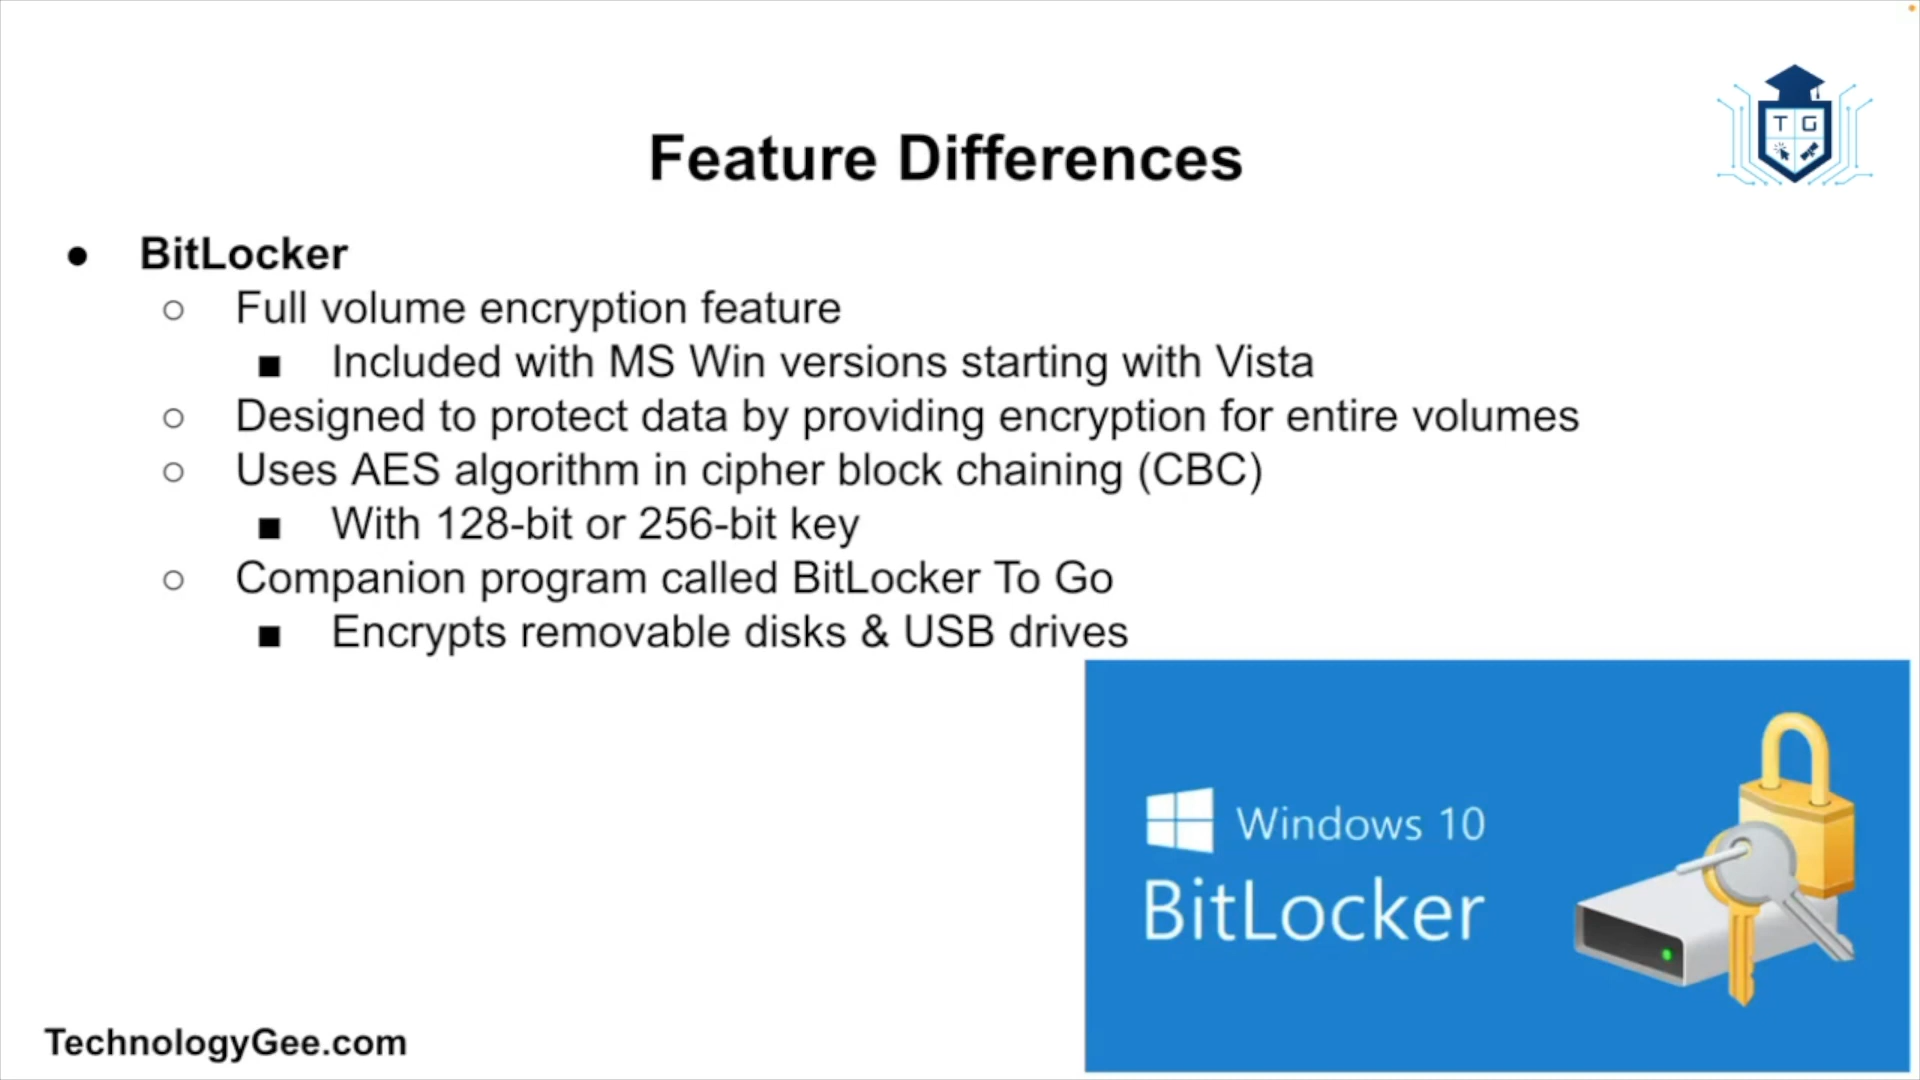 T G
Feature Differences
● BitLocker
○ Full volume encryption feature
■ Included with MS Win versions starting with Vista
○ Designed to protect data by providing encryption for entire volumes
○ Uses AES algorithm in cipher block chaining (CBC)
■ With 128-bit or 256-bit key
○ Companion program called BitLocker To Go
■ Encrypts removable disks & USB drives
Windows 10
BitLocker
TechnologyGee.com